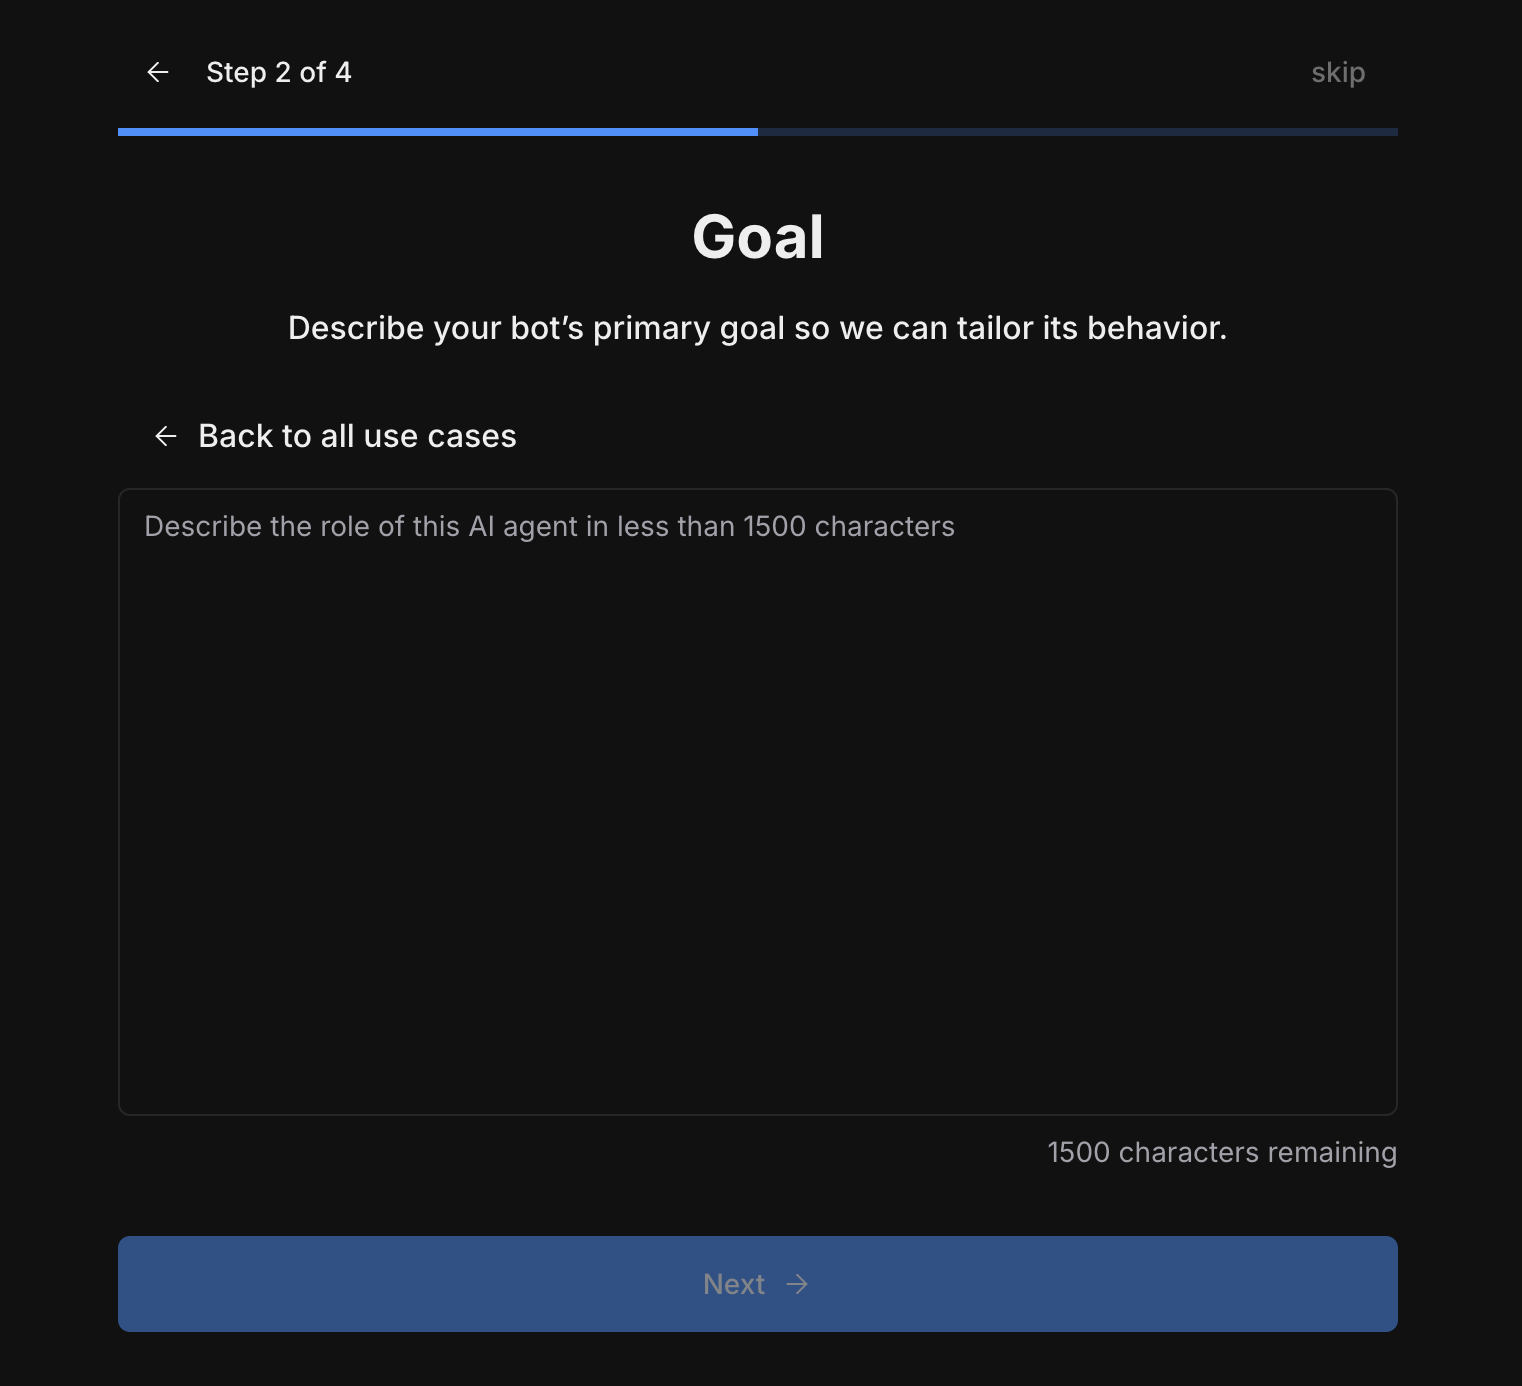 Step 2 of 4
skip
Goal
Describe your bot’s primary goal so we can tailor its behavior.
Back to all use cases
Describe the role of this AI agent in less than 1500 characters
1500 characters remaining
Next